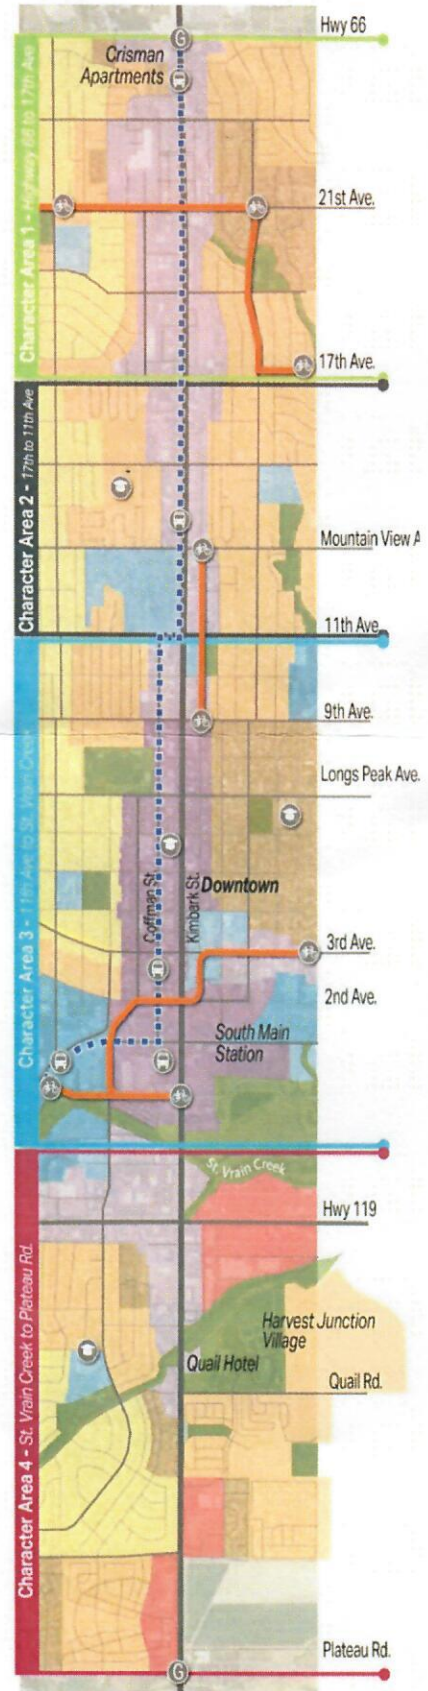 Hwy 66
G
Crisman
Apartments
Character Area 1 - Highway 66 to 17th Ave
21st Ave.
17th Ave.
Character Area 2 - 17th to 11th Ave
Mountain View A
11th Ave.
Character Area 3 - 11th Ave to St. Vrain Creek
9th Ave.
Longs Peak Ave.
Coffman St.
Kimbark St.
Downtown
3rd Ave.
2nd Ave.
South Main
Station
St. Vrain Creek
Character Area 4 - St. Vrain Creek to Plateau Rd.
Hwy 119
Harvest Junction
Village
Quail Hotel
Quail Rd.
Plateau Rd.
G